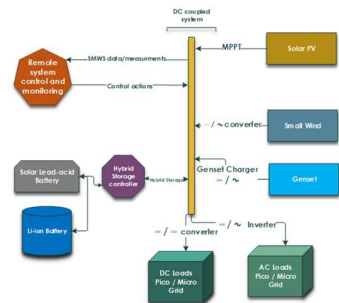 DC coupled
system
MPPT
Solar PV
Remote
system
control and
monitoring
SMWS data/measurments
Control actions
= / ~ converter
Small Wind
Solar Lead-acid
Battery
Hybrid
Storage
controller
Hybrid Storage
Genset Charger
= / ~
Genset
Li-ion Battery
= / = converter
= / ~ Inverter
DC Loads
Pico / Micro
Grid
AC Loads
Pico / Micro
Grid